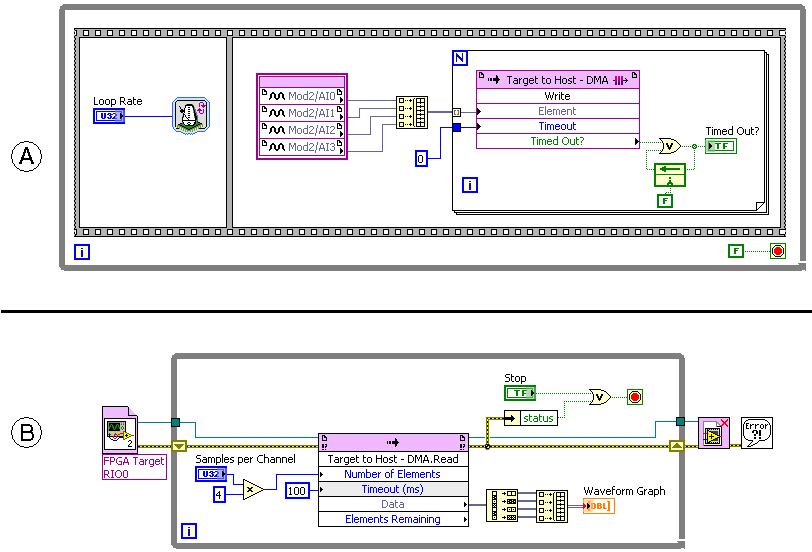 A
Loop Rate
U32
Mod2/AI0
Mod2/AI1
Mod2/AI2
Mod2/AI3
N
Target to Host - DMA
Write
Element
Timeout
Timed Out?
0
i
V
Timed Out?
TF
F
i
F
B
FPGA Target
RIO0
2
Samples per Channel
U32
4
x
100
Target to Host - DMA.Read
Number of Elements
Timeout (ms)
Data
Elements Remaining
Stop
TF
status
V
Waveform Graph
DBL
Error
?!
i